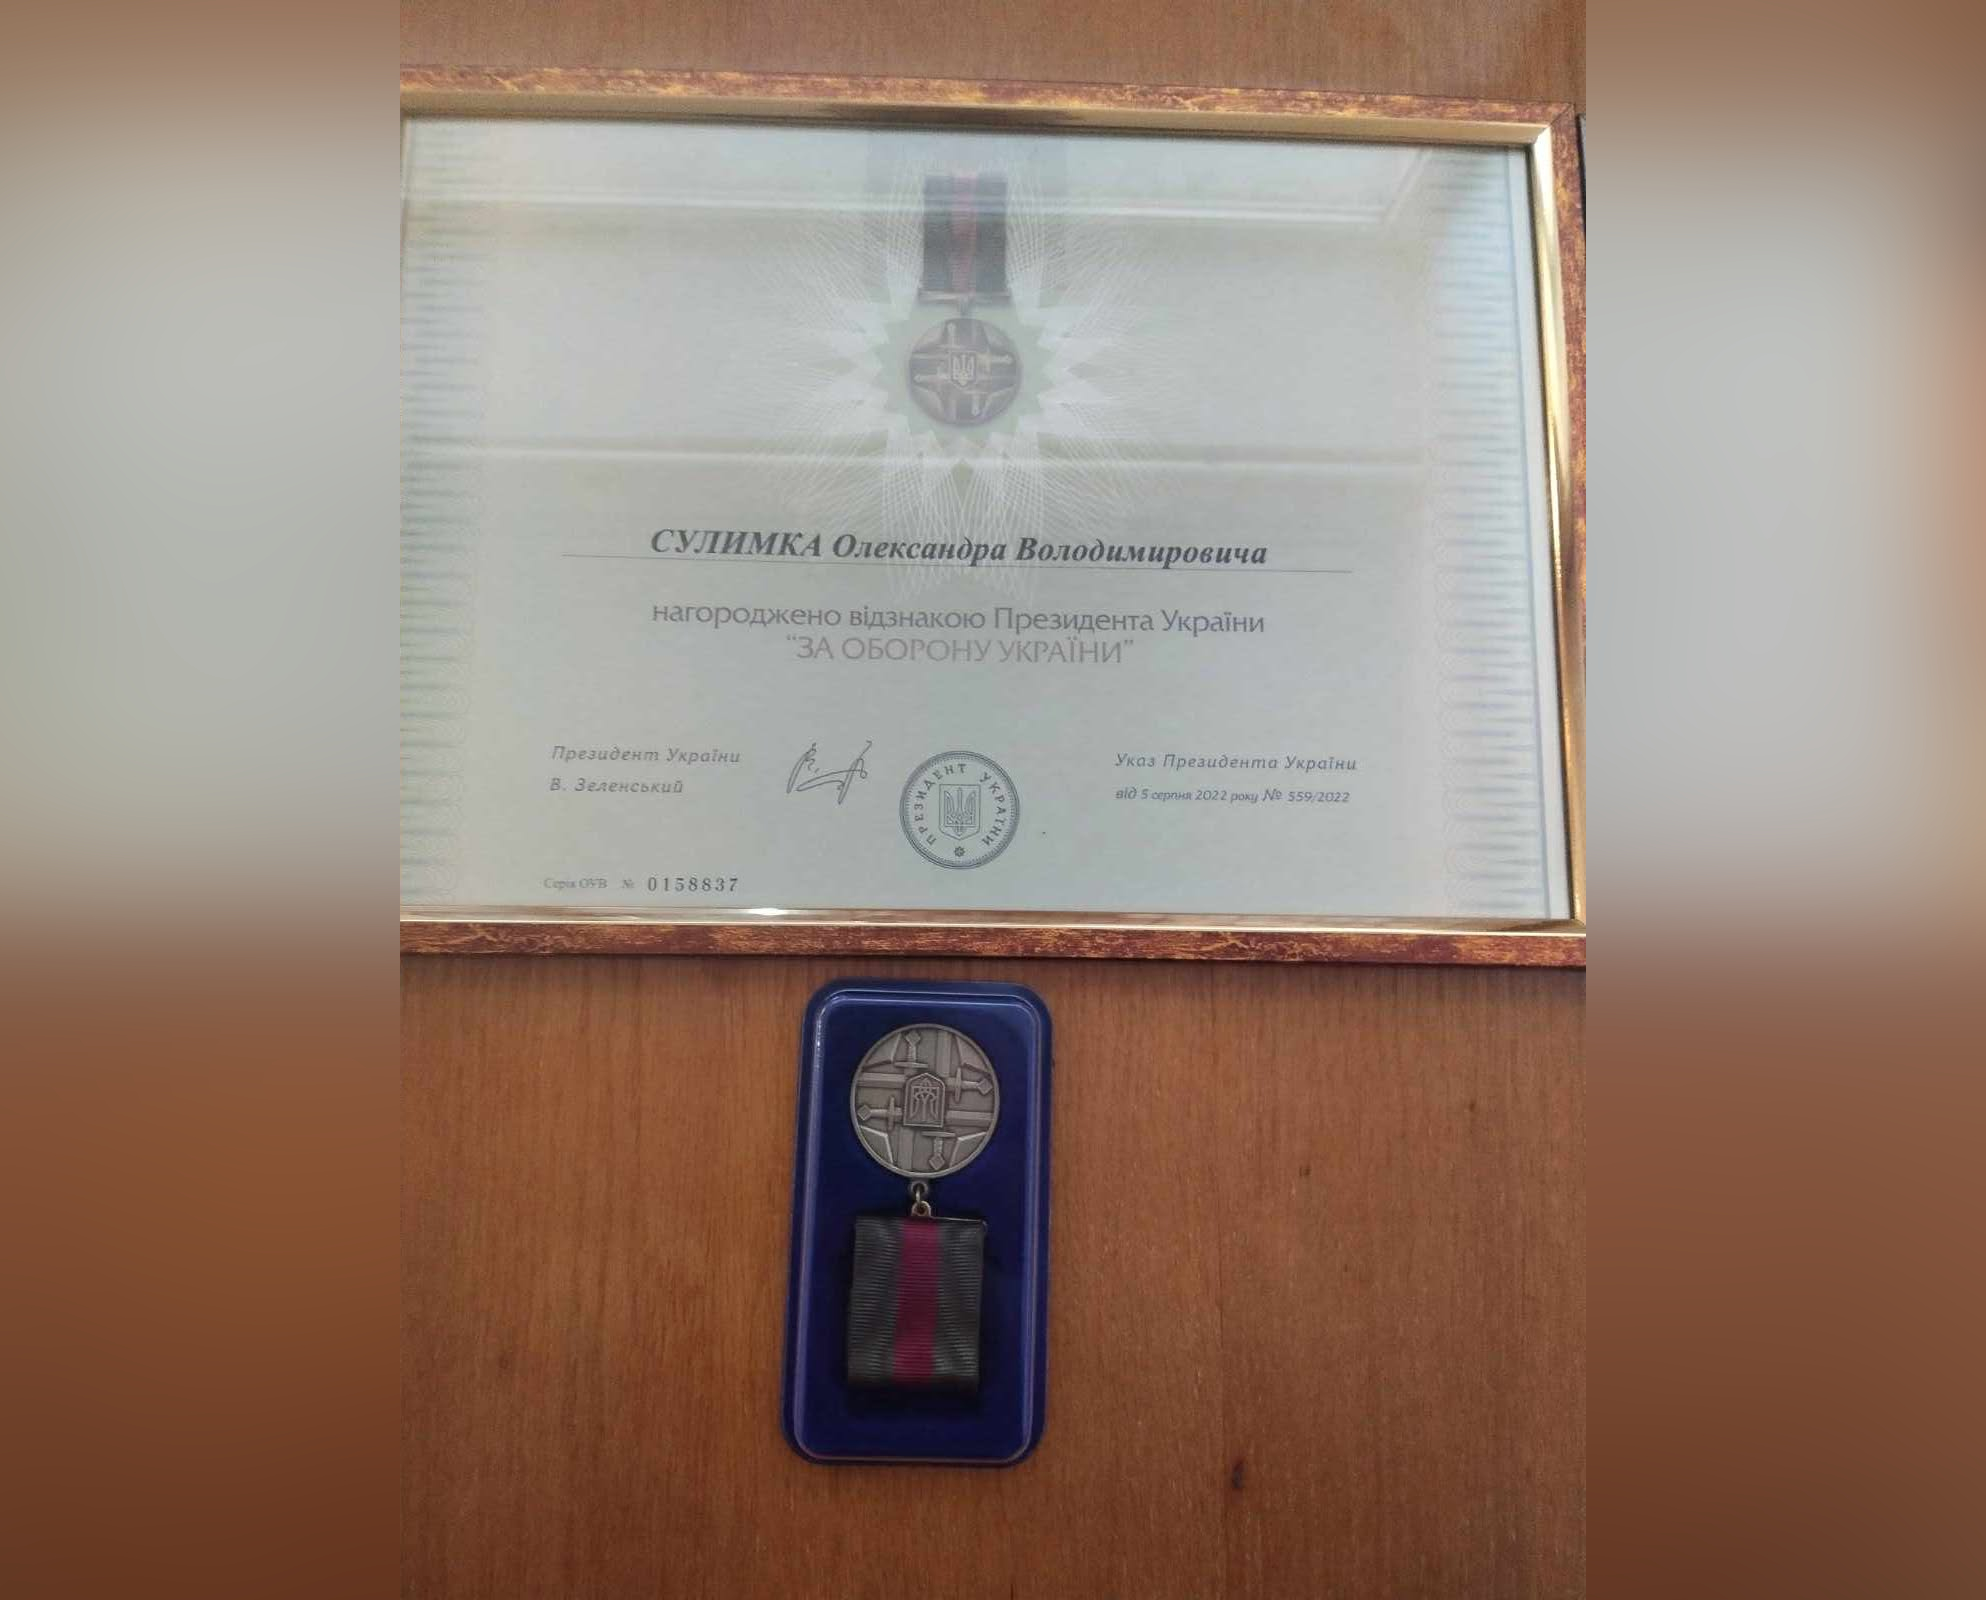 СУЛИМКА Олександра Володимировича
нагороджено відзнакою Президента України
“ЗА ОБОРОНУ УКРАЇНИ”
Президент України
В. Зеленський
ПРЕЗИДЕНТ УКРАЇНИ
Указ Президента України
від 5 серпня 2022 року № 559/2022
Серія ОУВ № 0158837